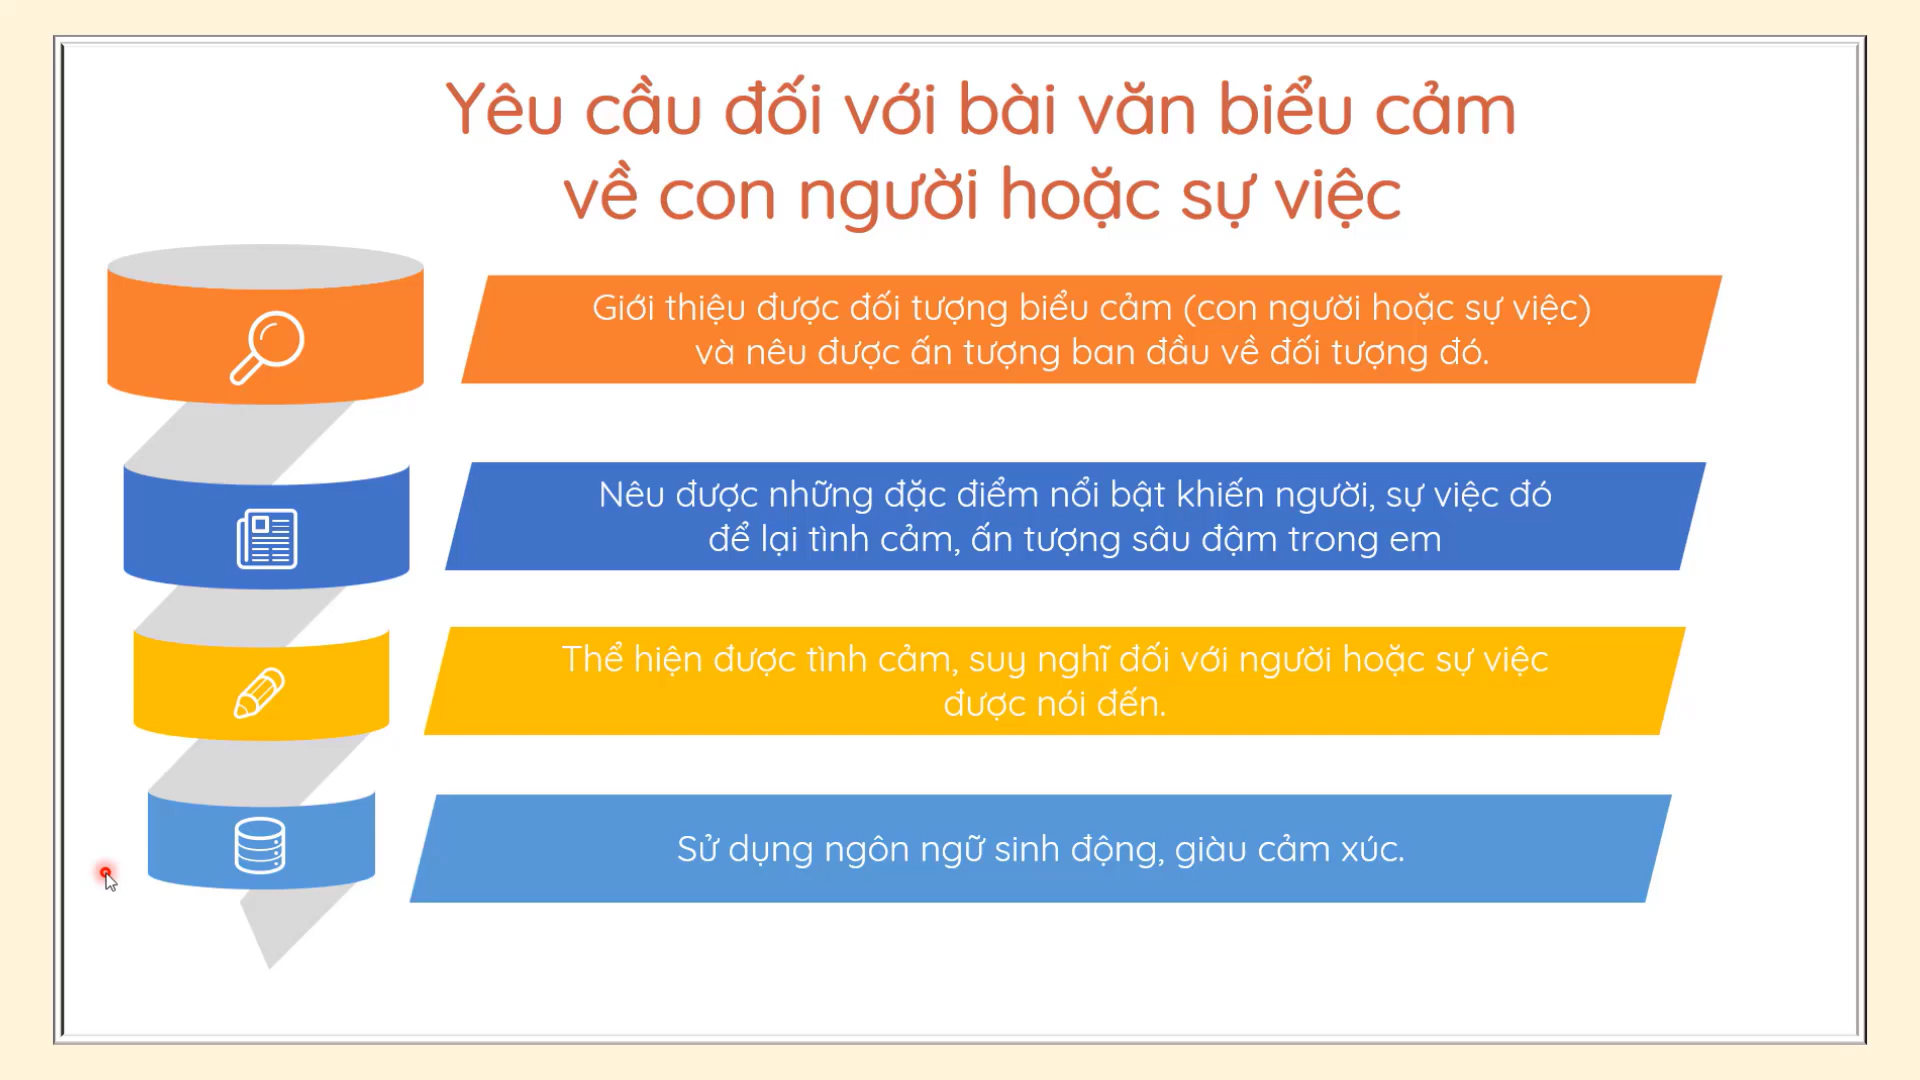 Yêu cầu đối với bài văn biểu cảm
về con người hoặc sự việc
Giới thiệu được đối tượng biểu cảm (con người hoặc sự việc)
và nêu được ấn tượng ban đầu về đối tượng đó.
Nêu được những đặc điểm nổi bật khiến người, sự việc đó
để lại tình cảm, ấn tượng sâu đậm trong em
Thể hiện được tình cảm, suy nghĩ đối với người hoặc sự việc
được nói đến.
Sử dụng ngôn ngữ sinh động, giàu cảm xúc.